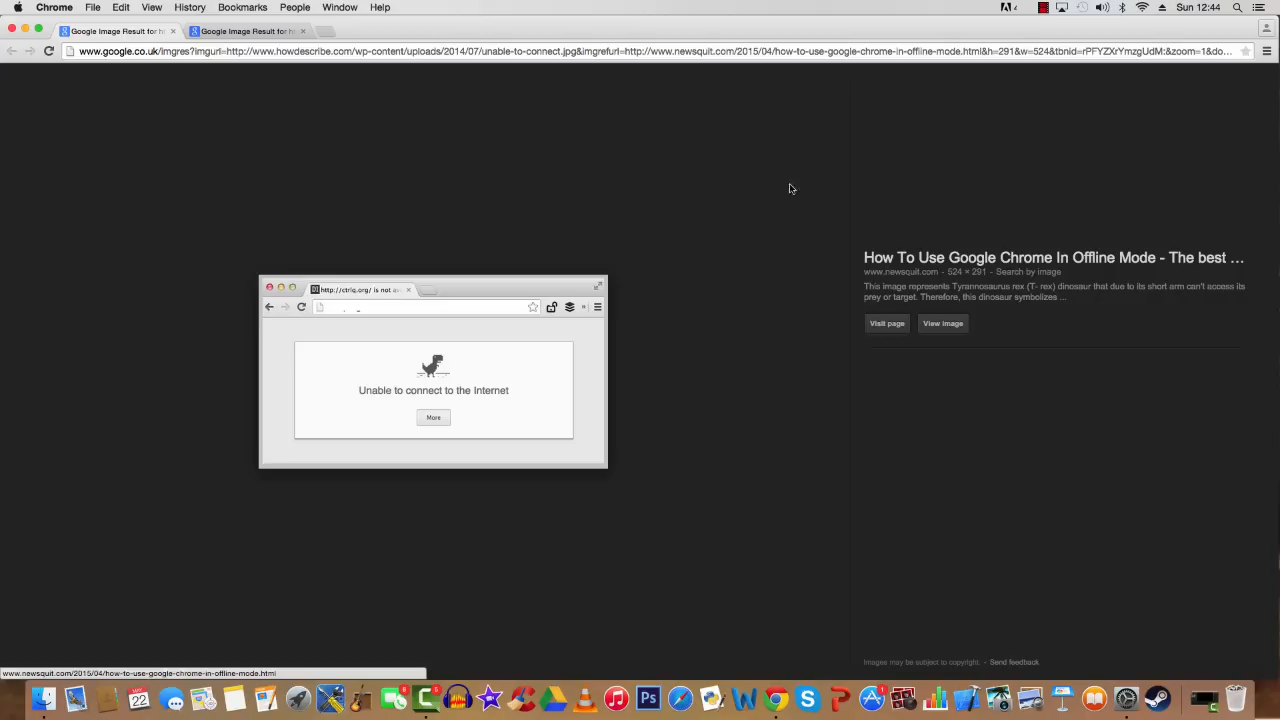 Chrome File Edit View History Bookmarks People Window Help
4 Sun 12:44
Google Image Result for ht
Google Image Result for ht
www.google.co.uk/imgres?imgurl=http://www.howdescribe.com/wp-content/uploads/2014/07/unable-to-connect.jpg&imgrefurl=http://www.newsquit.com/2015/04/how-to-use-google-chrome-in-offline-mode.html&h=291&w=524&tbnid=rPFYZXrYmzgUdM:&zoom=1&do...
How To Use Google Chrome In Offline Mode - The best ...
www.newsquit.com - 524 × 291 - Search by image
This image represents Tyrannosaurus rex (T- rex) dinosaur that due to its short arm can't access its
prey or target. Therefore, this dinosaur symbolizes ...
Visit page View image
http://ctrlq.org/ is not av
Unable to connect to the Internet
More
Images may be subject to copyright. - Send feedback
www.newsquit.com/2015/04/how-to-use-google-chrome-in-offline-mode.html
22
Ps